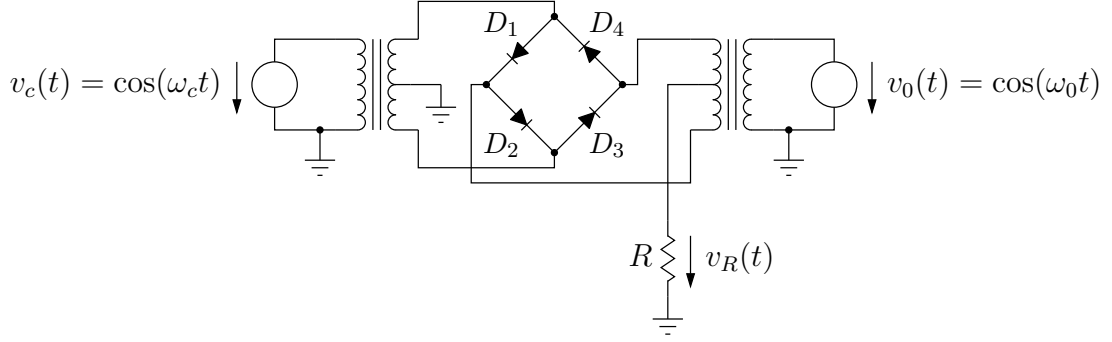 D_1 D_4
v_c(t) = cos(ω_c t) v_0(t) = cos(ω_0 t)
D_2 D_3
R v_R(t)